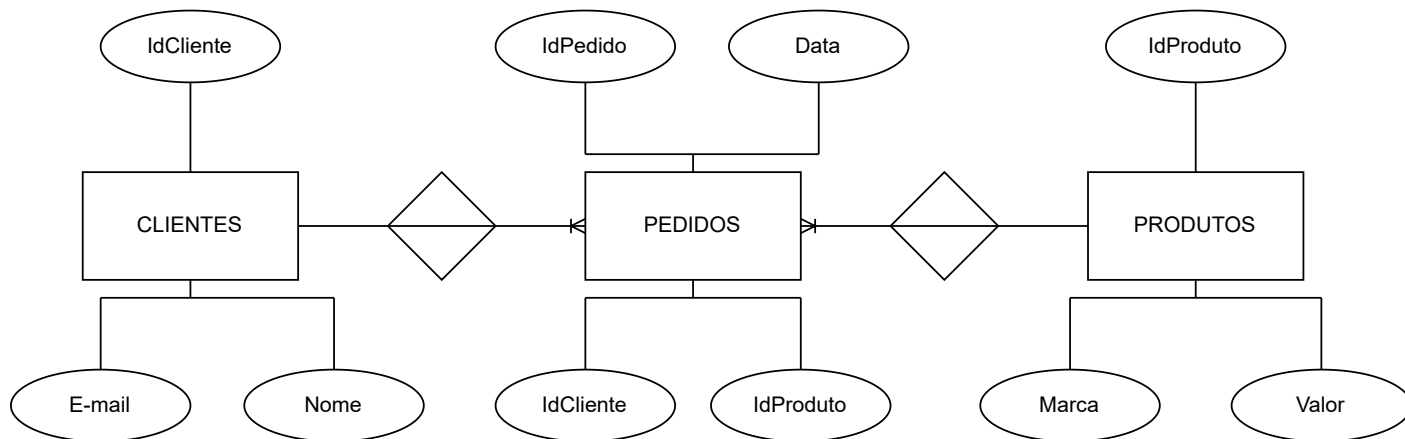 IdCliente
IdPedido
Data
IdProduto
CLIENTES
PEDIDOS
PRODUTOS
E-mail
Nome
IdCliente
IdProduto
Marca
Valor